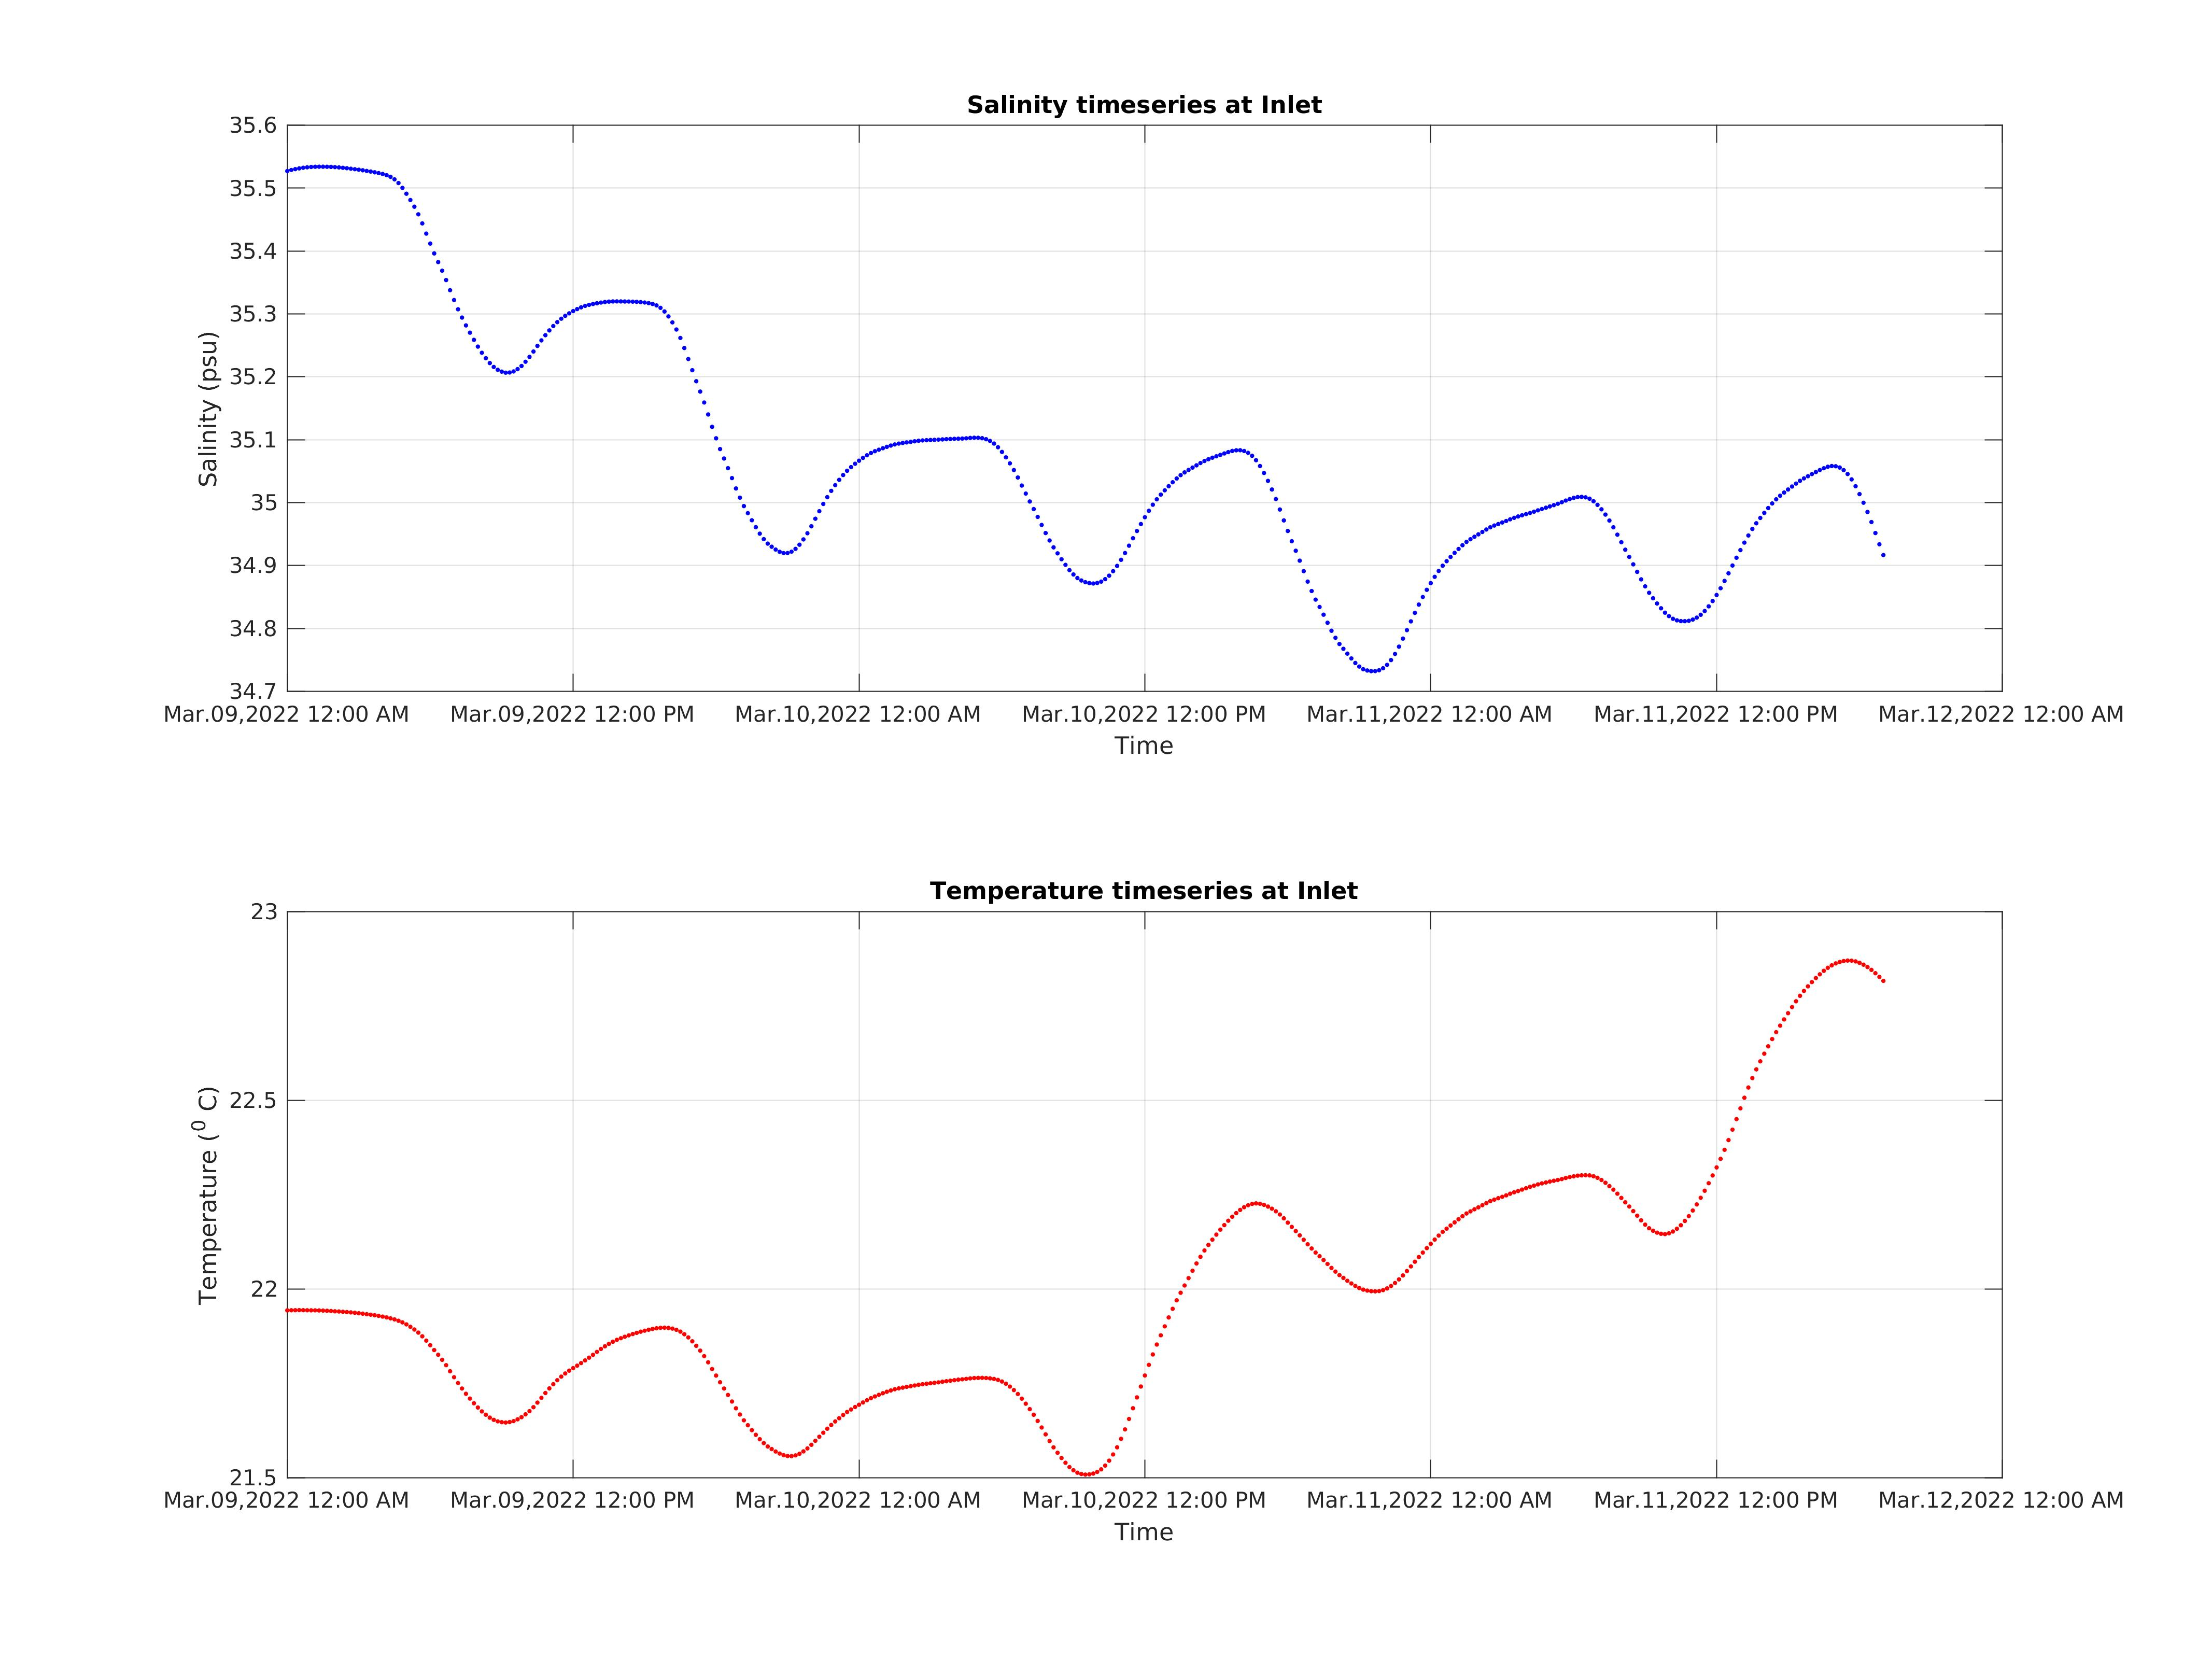 Salinity timeseries at Inlet
35.6
35.5
35.4
35.3
35.2
35.1
35
34.9
34.8
34.7
Salinity (psu)
Mar.09,2022 12:00 AM Mar.09,2022 12:00 PM Mar.10,2022 12:00 AM Mar.10,2022 12:00 PM Mar.11,2022 12:00 AM Mar.11,2022 12:00 PM Mar.12,2022 12:00 AM
Time
Temperature timeseries at Inlet
23
22.5
22
21.5
Temperature (⁰ C)
Mar.09,2022 12:00 AM Mar.09,2022 12:00 PM Mar.10,2022 12:00 AM Mar.10,2022 12:00 PM Mar.11,2022 12:00 AM Mar.11,2022 12:00 PM Mar.12,2022 12:00 AM
Time